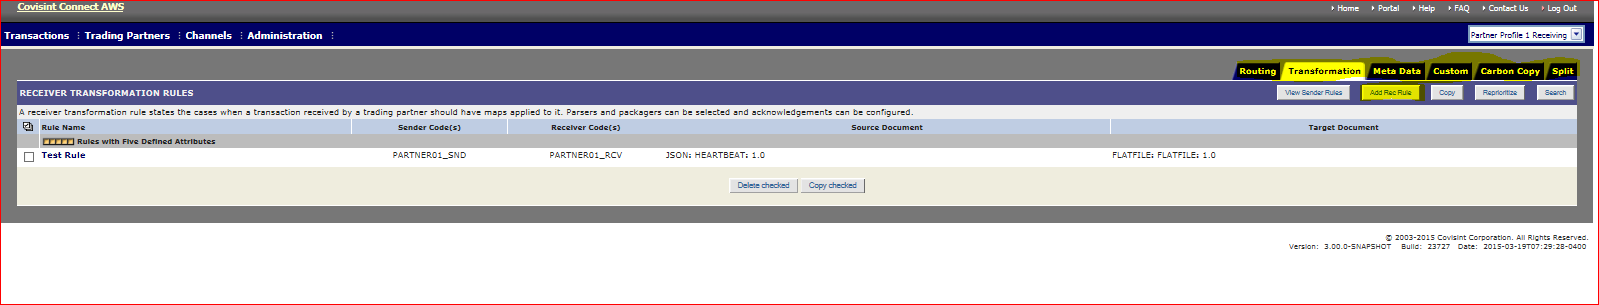 Covisint Connect AWS
Home Portal Help FAQ Contact Us Log Out
Transactions Trading Partners Channels Administration
Partner Profile 1 Receiving
Routing Transformation Meta Data Custom Carbon Copy Split
RECEIVER TRANSFORMATION RULES
View Sender Rules Add Rec Rule Copy Reprioritize Search
A receiver transformation rule states the cases when a transaction received by a trading partner should have maps applied to it. Parsers and packagers can be selected and acknowledgements can be configured.
Rule Name Sender Code(s) Receiver Code(s) Source Document Target Document
Rules with Five Defined Attributes
Test Rule PARTNER01_SND PARTNER01_RCV JSON: HEARTBEAT: 1.0 FLATFILE: FLATFILE: 1.0
Delete checked Copy checked
© 2003-2015 Covisint Corporation. All Rights Reserved.
Version: 3.00.0-SNAPSHOT Build: 23727 Date: 2015-03-19T07:29:28-0400